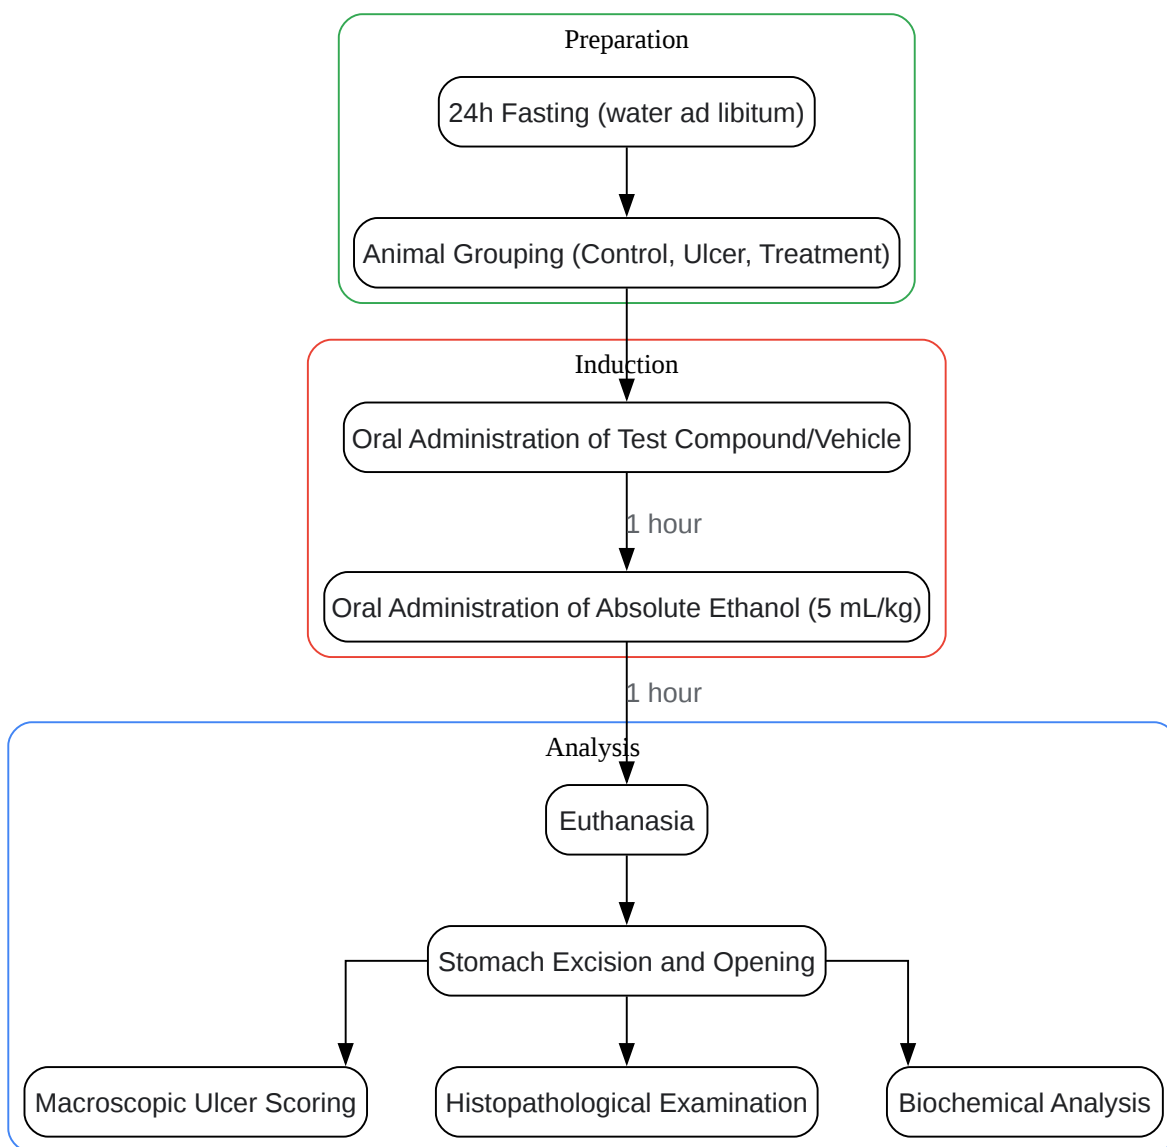 Preparation
24h Fasting (water ad libitum)
Animal Grouping (Control, Ulcer, Treatment)
Induction
Oral Administration of Test Compound/Vehicle
1 hour
Oral Administration of Absolute Ethanol (5 mL/kg)
1 hour
Analysis
Euthanasia
Stomach Excision and Opening
Macroscopic Ulcer Scoring
Histopathological Examination
Biochemical Analysis